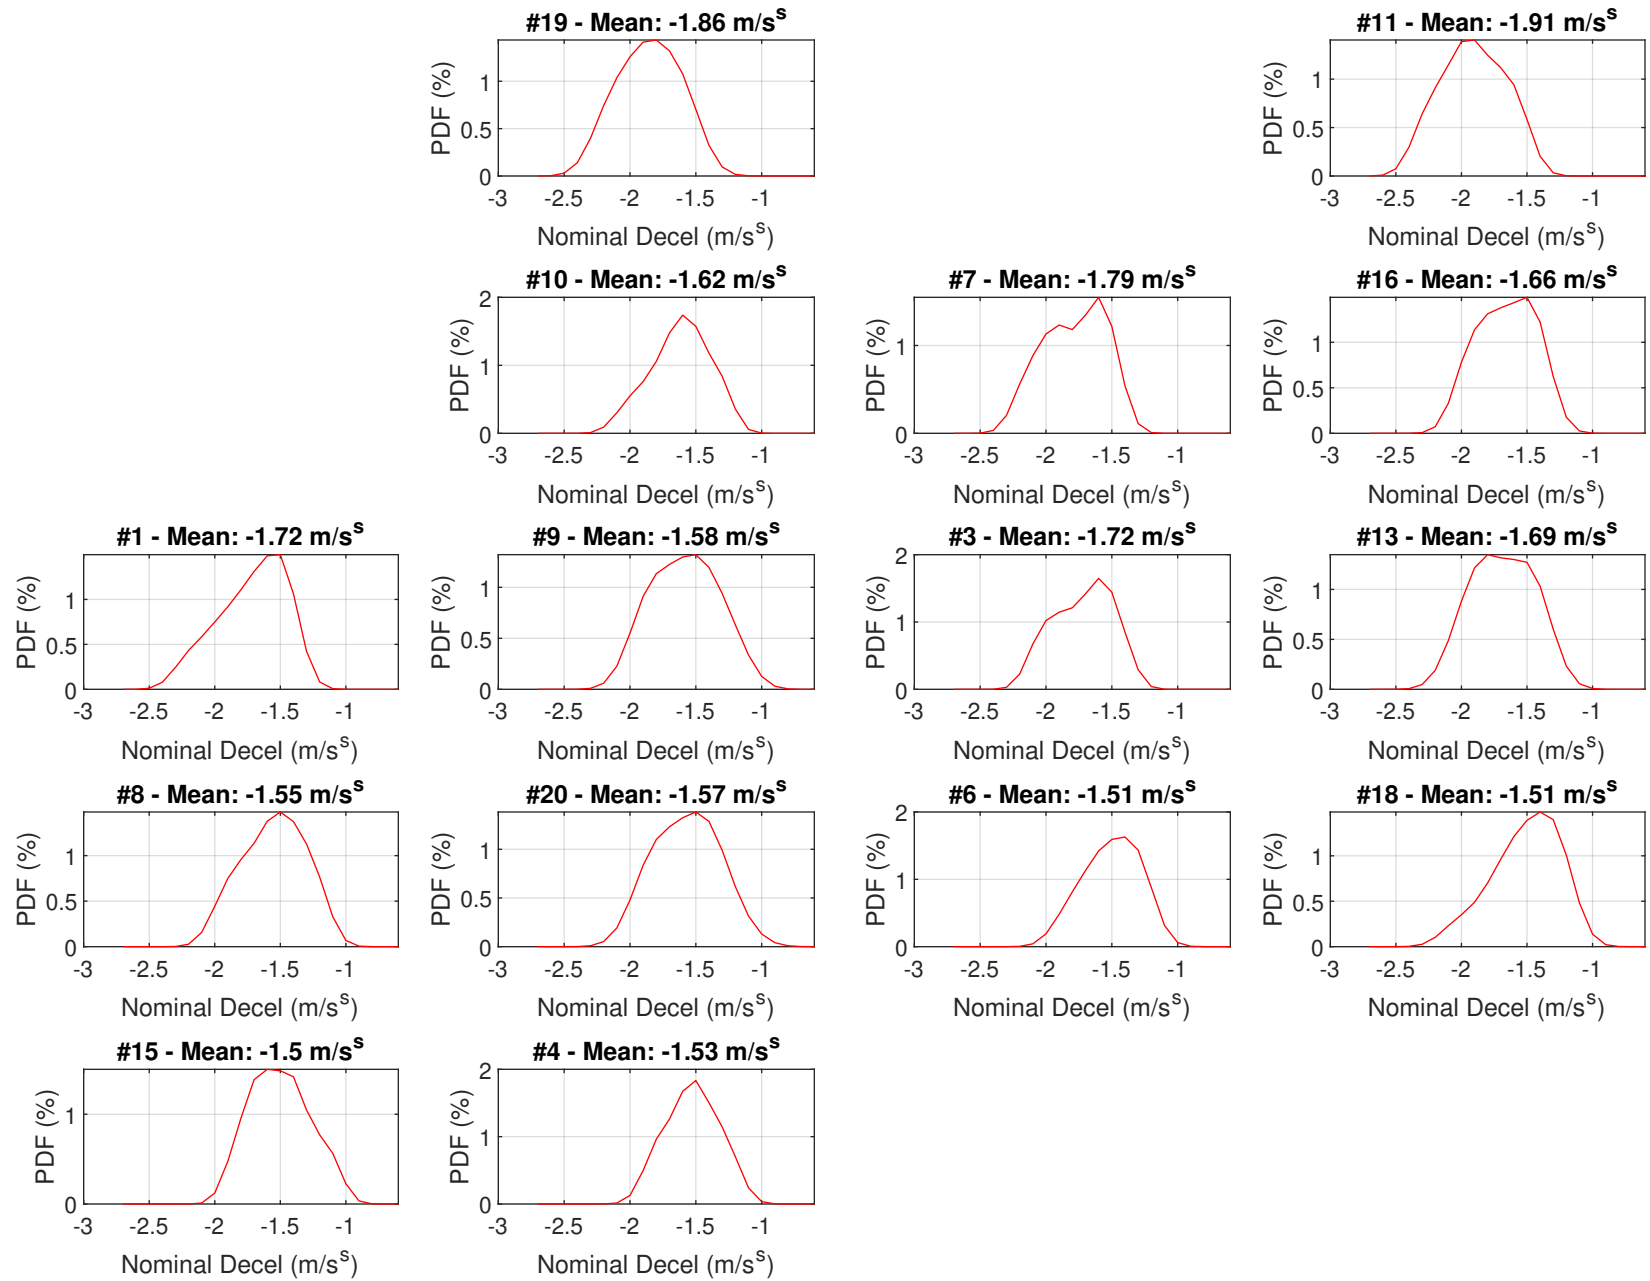 #19 - Mean: -1.86 m/s^s
PDF (%)
1
0.5
0
-3 -2.5 -2 -1.5 -1
Nominal Decel (m/s^s)
#11 - Mean: -1.91 m/s^s
PDF (%)
1
0.5
0
-3 -2.5 -2 -1.5 -1
Nominal Decel (m/s^s)
#10 - Mean: -1.62 m/s^s
PDF (%)
2
1
0
-3 -2.5 -2 -1.5 -1
Nominal Decel (m/s^s)
#7 - Mean: -1.79 m/s^s
PDF (%)
1
0
-3 -2.5 -2 -1.5 -1
Nominal Decel (m/s^s)
#16 - Mean: -1.66 m/s^s
PDF (%)
1
0.5
0
-3 -2.5 -2 -1.5 -1
Nominal Decel (m/s^s)
#1 - Mean: -1.72 m/s^s
PDF (%)
1
0.5
0
-3 -2.5 -2 -1.5 -1
Nominal Decel (m/s^s)
#9 - Mean: -1.58 m/s^s
PDF (%)
1
0.5
0
-3 -2.5 -2 -1.5 -1
Nominal Decel (m/s^s)
#3 - Mean: -1.72 m/s^s
PDF (%)
2
1
0
-3 -2.5 -2 -1.5 -1
Nominal Decel (m/s^s)
#13 - Mean: -1.69 m/s^s
PDF (%)
1
0.5
0
-3 -2.5 -2 -1.5 -1
Nominal Decel (m/s^s)
#8 - Mean: -1.55 m/s^s
PDF (%)
1
0.5
0
-3 -2.5 -2 -1.5 -1
Nominal Decel (m/s^s)
#20 - Mean: -1.57 m/s^s
PDF (%)
1
0.5
0
-3 -2.5 -2 -1.5 -1
Nominal Decel (m/s^s)
#6 - Mean: -1.51 m/s^s
PDF (%)
2
1
0
-3 -2.5 -2 -1.5 -1
Nominal Decel (m/s^s)
#18 - Mean: -1.51 m/s^s
PDF (%)
1
0.5
0
-3 -2.5 -2 -1.5 -1
Nominal Decel (m/s^s)
#15 - Mean: -1.5 m/s^s
PDF (%)
1
0
-3 -2.5 -2 -1.5 -1
Nominal Decel (m/s^s)
#4 - Mean: -1.53 m/s^s
PDF (%)
2
1
0
-3 -2.5 -2 -1.5 -1
Nominal Decel (m/s^s)